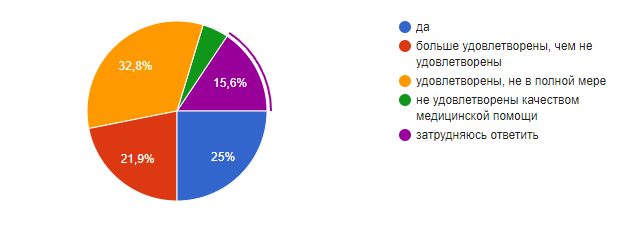 32,8%
15,6%
21,9%
25%
да
больше удовлетворены, чем не
удовлетворены
удовлетворены, не в полной мере
не удовлетворены качеством
медицинской помощи
затрудняюсь ответить